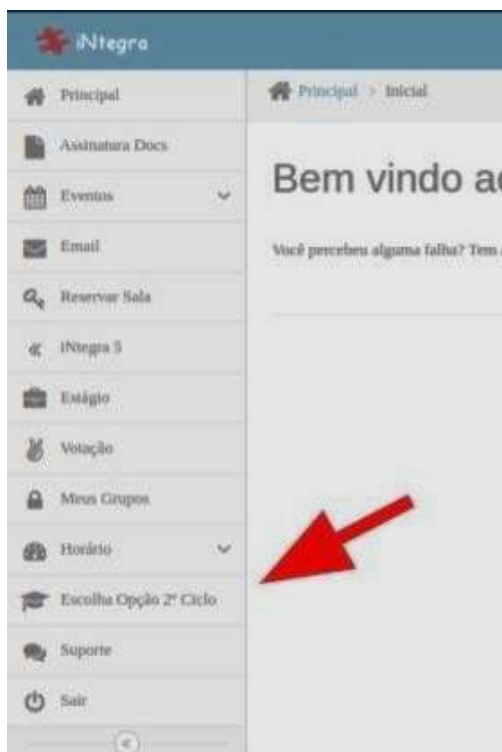 iNtegra
Principal
Assinatura Docs
Eventos
Email
Reservar Sala
iNtegra 5
Estágio
Votação
Meus Grupos
Horário
Escolha Opção 2º Ciclo
Suporte
Sair
Principal > Inicial
Bem vindo ao
Você percebeu alguma falha? Tem